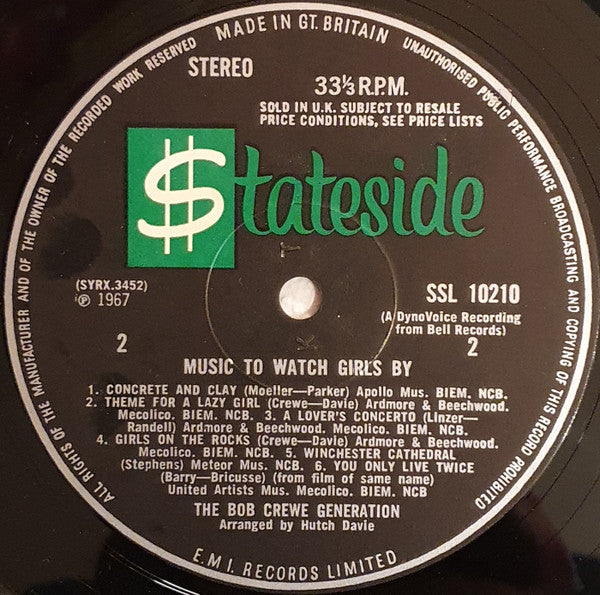 MADE IN GT. BRITAIN
UNAUTHORISED PUBLIC PERFORMANCE BROADCASTING AND COPYING OF THIS RECORD PROHIBITED
ALL RIGHTS OF THE MANUFACTURER AND OF THE OWNER OF THE RECORDED WORK RESERVED
STEREO
33⅓ R.P.M.
SOLD IN U.K. SUBJECT TO RESALE
PRICE CONDITIONS, SEE PRICE LISTS
$tateside
(SYRX.3452)
℗ 1967
SSL 10210
(A DynoVoice Recording
from Bell Records)
2
2
MUSIC TO WATCH GIRLS BY
1. CONCRETE AND CLAY (Moeller—Parker) Apollo Mus. BIEM. NCB.
2. THEME FOR A LAZY GIRL (Crewe—Davie) Ardmore & Beechwood.
Mecolico. BIEM. NCB. 3. A LOVER'S CONCERTO (Linzer—
Randell) Ardmore & Beechwood, Mecolico. BIEM. NCB.
4. GIRLS ON THE ROCKS (Crewe—Davie) Ardmore & Beechwood.
Mecolico. BIEM. NCB. 5. WINCHESTER CATHEDRAL
(Stephens) Meteor Mus. NCB. 6. YOU ONLY LIVE TWICE
(Barry—Bricusse) (from film of same name)
United Artists Mus. Mecolico. BIEM. NCB
THE BOB CREWE GENERATION
Arranged by Hutch Davie
E.M.I. RECORDS LIMITED